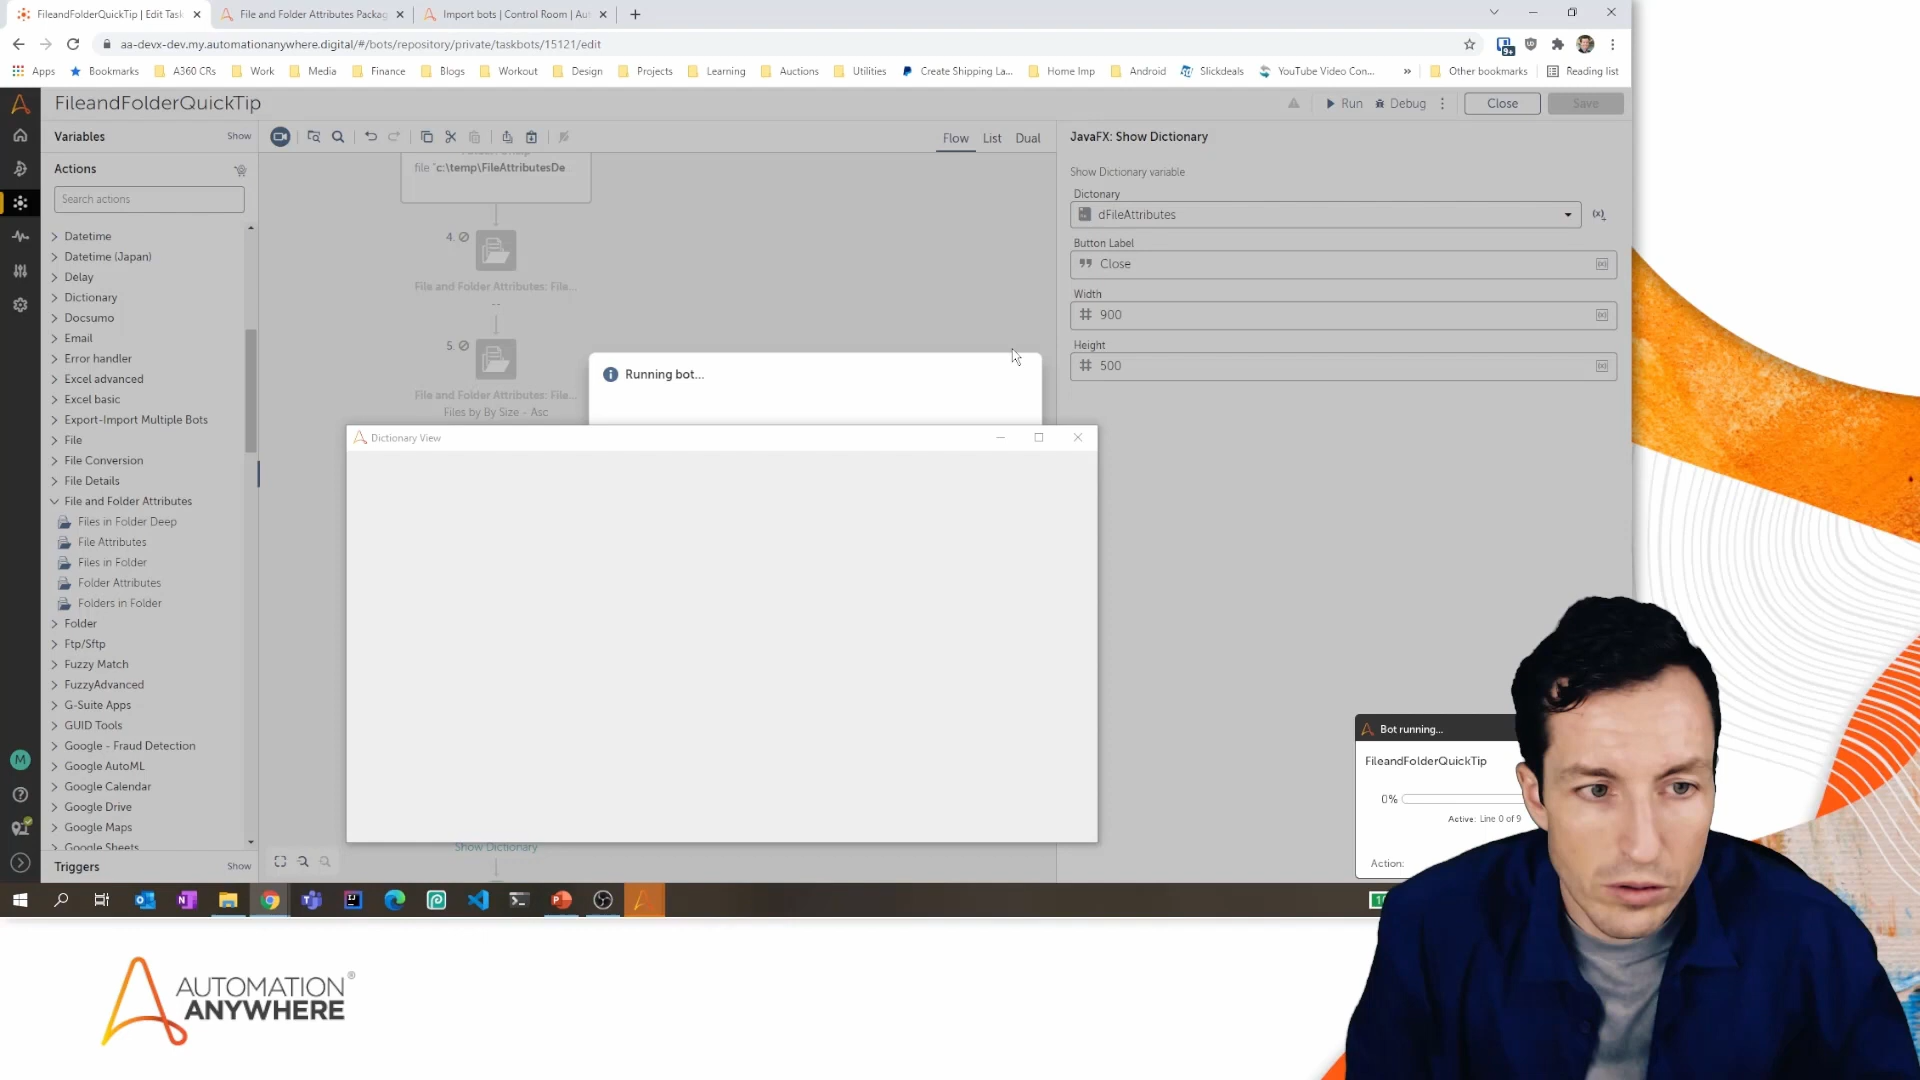 FileandFolderQuickTip | Edit Task
File and Folder Attributes Packag
Import bots | Control Room | Aut
aa-devx-dev.my.automationanywhere.digital/#/bots/repository/private/taskbots/15121/edit
9+
Apps
Bookmarks
A360 CRs
Work
Media
Finance
Blogs
Workout
Design
Projects
Learning
Auctions
Utilities
Create Shipping La...
Home Imp
Android
Slickdeals
YouTube Video Con...
»
Other bookmarks
Reading list
FileandFolderQuickTip
Run
Debug
Close
Save
Variables
Show
Flow
List
Dual
JavaFX: Show Dictionary
Actions
Search actions
file "c:\temp\FileAttributesDe
Show Dictionary variable
Dictonary
dFileAttributes
Button Label
Close
Width
900
Height
500
Datetime
Datetime (Japan)
Delay
Dictionary
Docsumo
Email
Error handler
Excel advanced
Excel basic
Export-Import Multiple Bots
File
File Conversion
File Details
File and Folder Attributes
Files in Folder Deep
File Attributes
Files in Folder
Folder Attributes
Folders in Folder
Folder
Ftp/Sftp
Fuzzy Match
FuzzyAdvanced
G-Suite Apps
GUID Tools
Google - Fraud Detection
Google AutoML
Google Calendar
Google Drive
Google Maps
Google Sheets
Triggers
Show
M
4.
File and Folder Attributes: File...
--
5.
File and Folder Attributes: File...
Files by By Size - Asc
Running bot...
Dictionary View
Show Dictionary
Bot running...
FileandFolderQuickTip
0%
Active: Line 0 of 9
Action:
AUTOMATION®
ANYWHERE